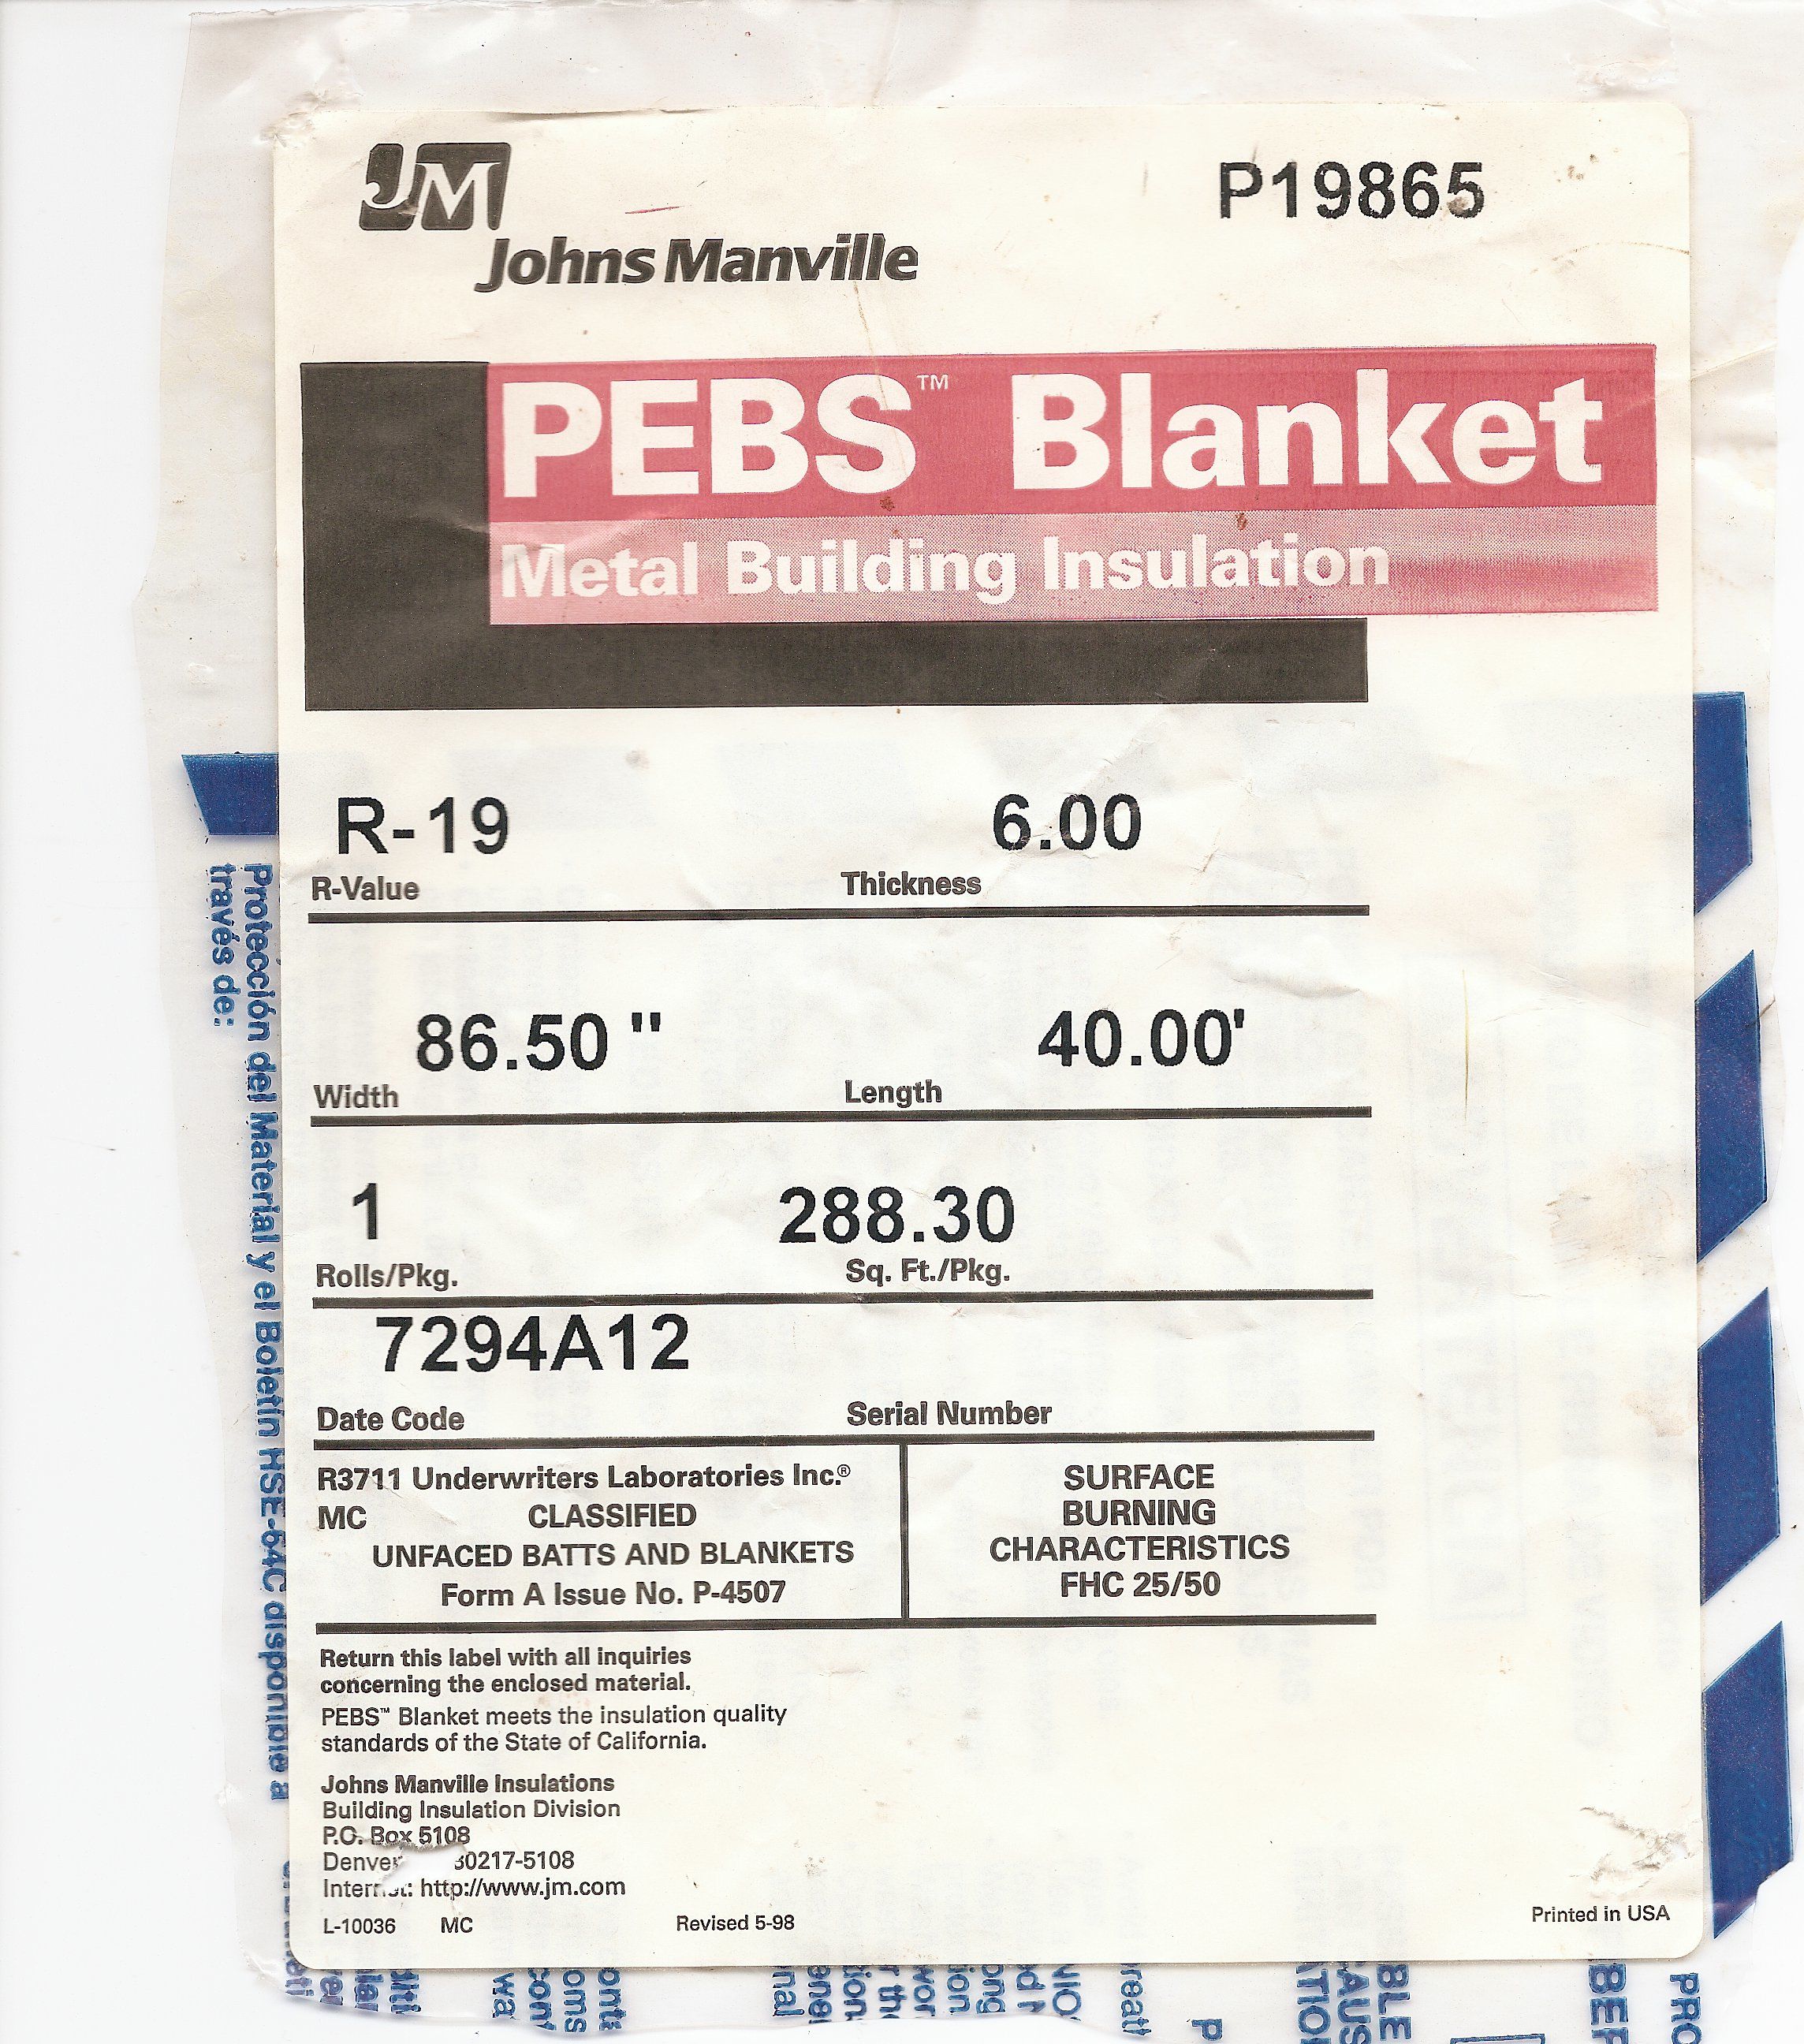 JM
Johns Manville
P19865
PEBS™ Blanket
Metal Building Insulation
R-19 6.00
R-Value Thickness
86.50 " 40.00'
Width Length
1 288.30
Rolls/Pkg. Sq. Ft./Pkg.
7294A12
Date Code Serial Number
R3711 Underwriters Laboratories Inc.®
MC CLASSIFIED
UNFACED BATTS AND BLANKETS
Form A Issue No. P-4507
SURFACE
BURNING
CHARACTERISTICS
FHC 25/50
Return this label with all inquiries
concerning the enclosed material.
PEBS™ Blanket meets the insulation quality
standards of the State of California.
Johns Manville Insulations
Building Insulation Division
P.O. Box 5108
Denver 80217-5108
Internet: http://www.jm.com
L-10036 MC Revised 5-98
Printed in USA
Protección del Material y el Boletín HSE-64C disponible a
través de: